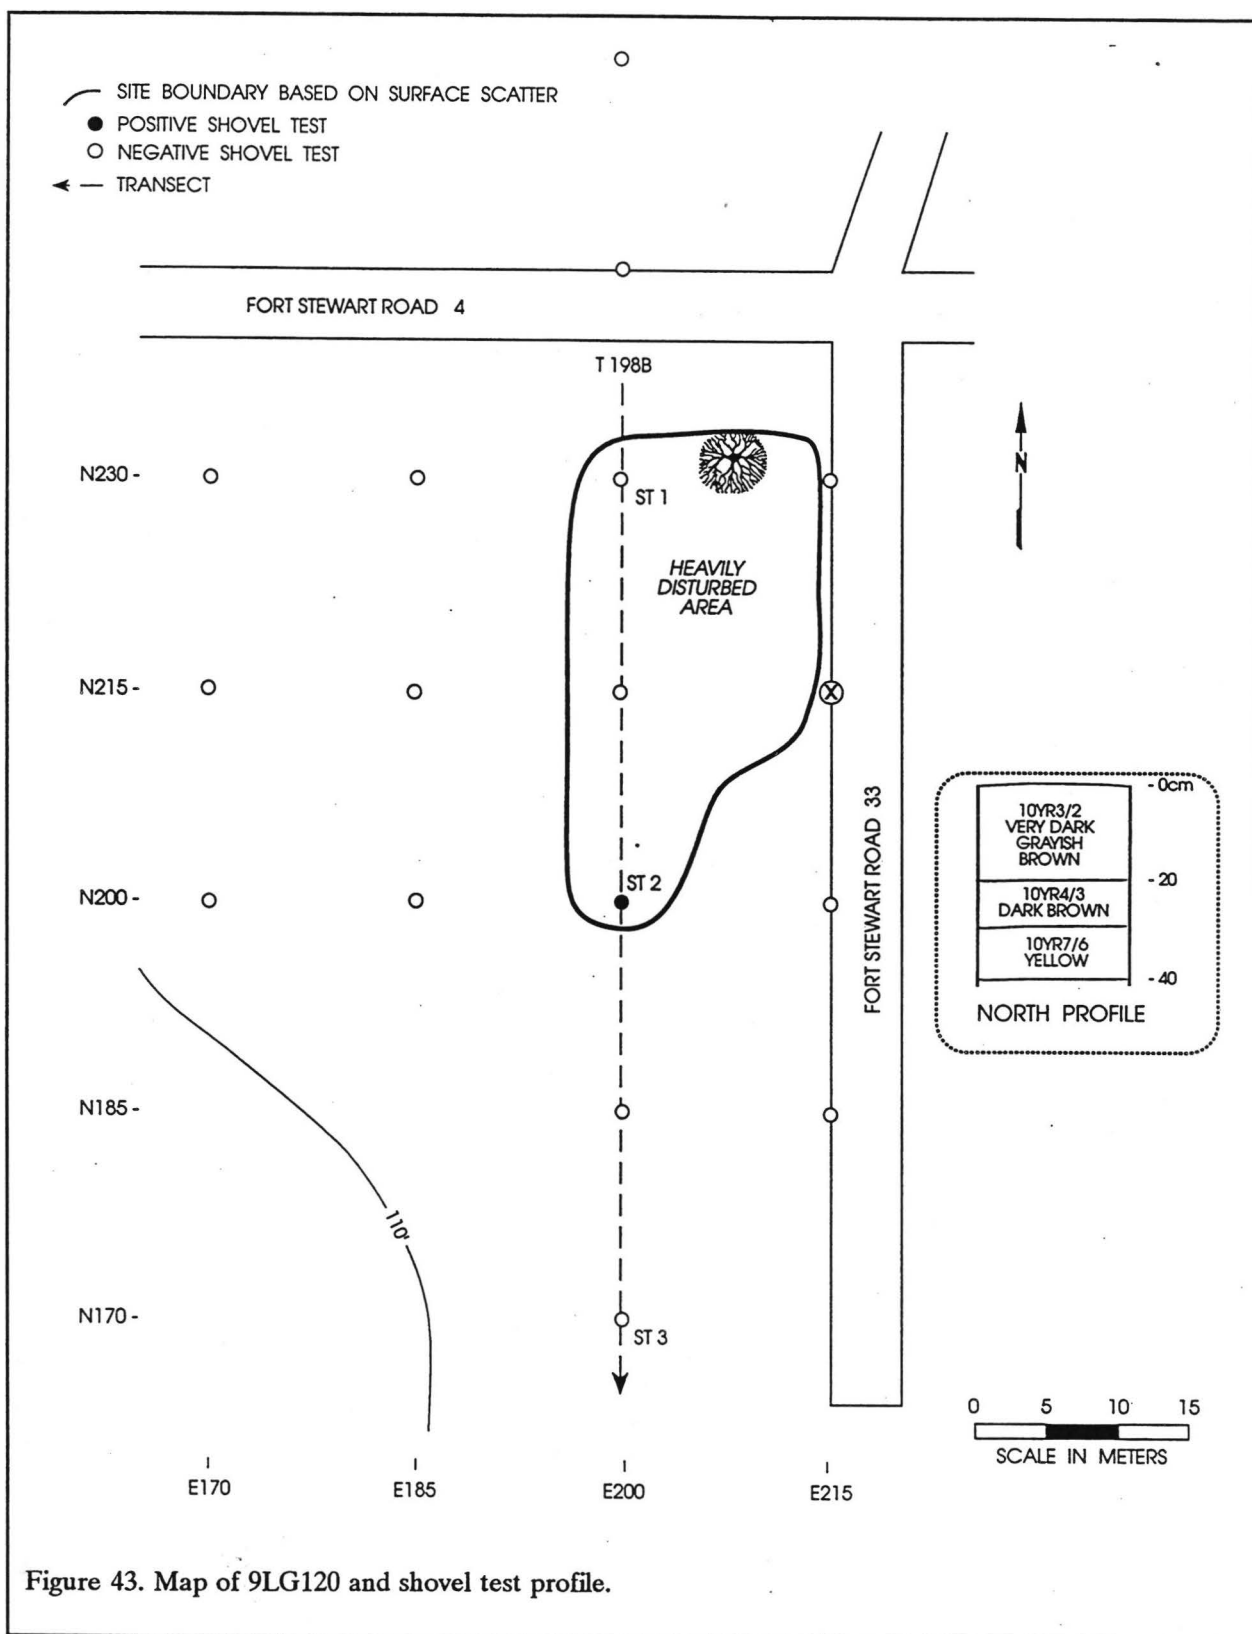 SITE BOUNDARY BASED ON SURFACE SCATTER
POSITIVE SHOVEL TEST
NEGATIVE SHOVEL TEST
TRANSECT
FORT STEWART ROAD 4
T 198B
N230 -
ST 1
N
HEAVILY
DISTURBED
AREA
N215 -
X
FORT STEWART ROAD 33
- 0cm
10YR3/2
VERY DARK
GRAYISH
BROWN
- 20
10YR4/3
DARK BROWN
10YR7/6
YELLOW
- 40
NORTH PROFILE
ST 2
N200 -
N185 -
110'
N170 -
ST 3
0 5 10 15
SCALE IN METERS
E170 E185 E200 E215
Figure 43. Map of 9LG120 and shovel test profile.